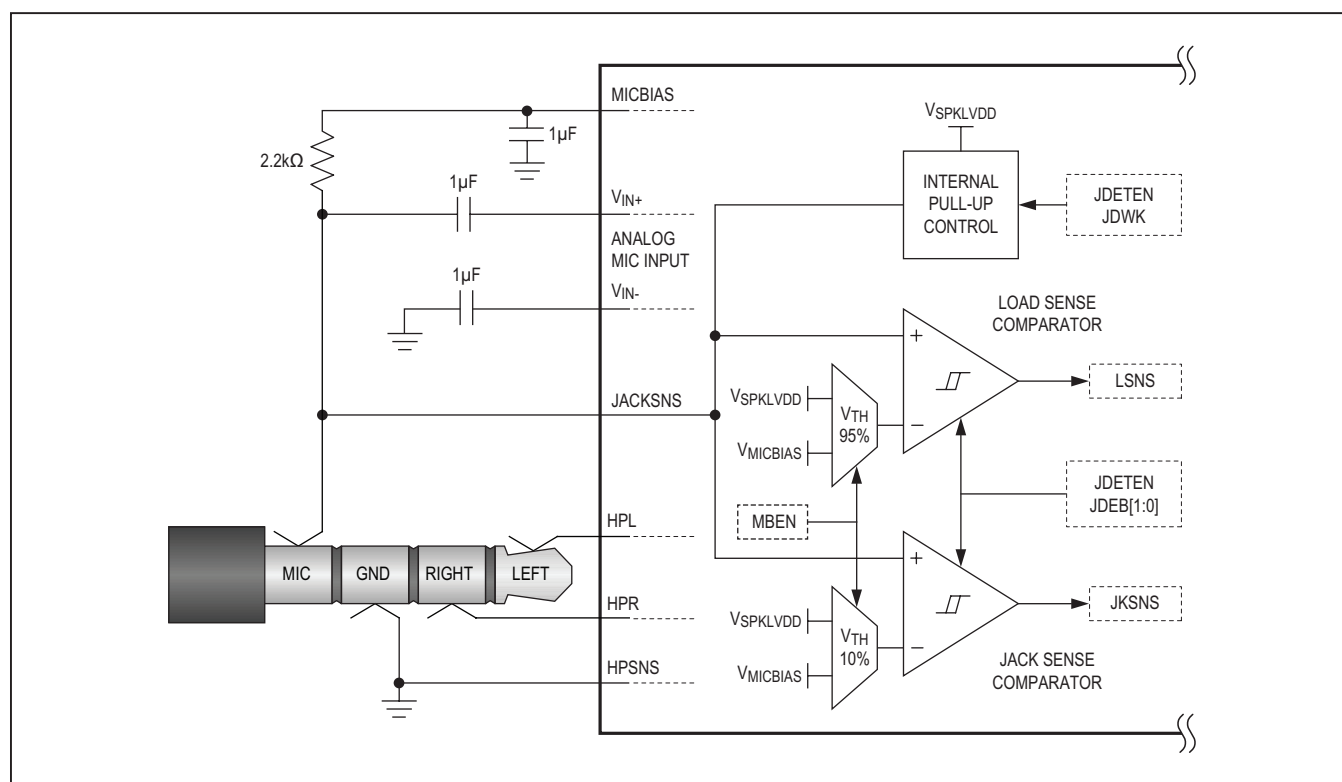 MICBIAS
1µF
2.2kΩ
1µF
VIN+
ANALOG
MIC INPUT
1µF
VIN-
JACKSNS
VSPKLVDD
INTERNAL
PULL-UP
CONTROL
JDETEN
JDWK
LOAD SENSE
COMPARATOR
+
−
LSNS
VSPKLVDD
VMICBIAS
VTH
95%
MBEN
JDETEN
JDEB[1:0]
+
−
JKSNS
VSPKLVDD
VMICBIAS
VTH
10%
JACK SENSE
COMPARATOR
HPL
MIC
GND
RIGHT
LEFT
HPR
HPSNS